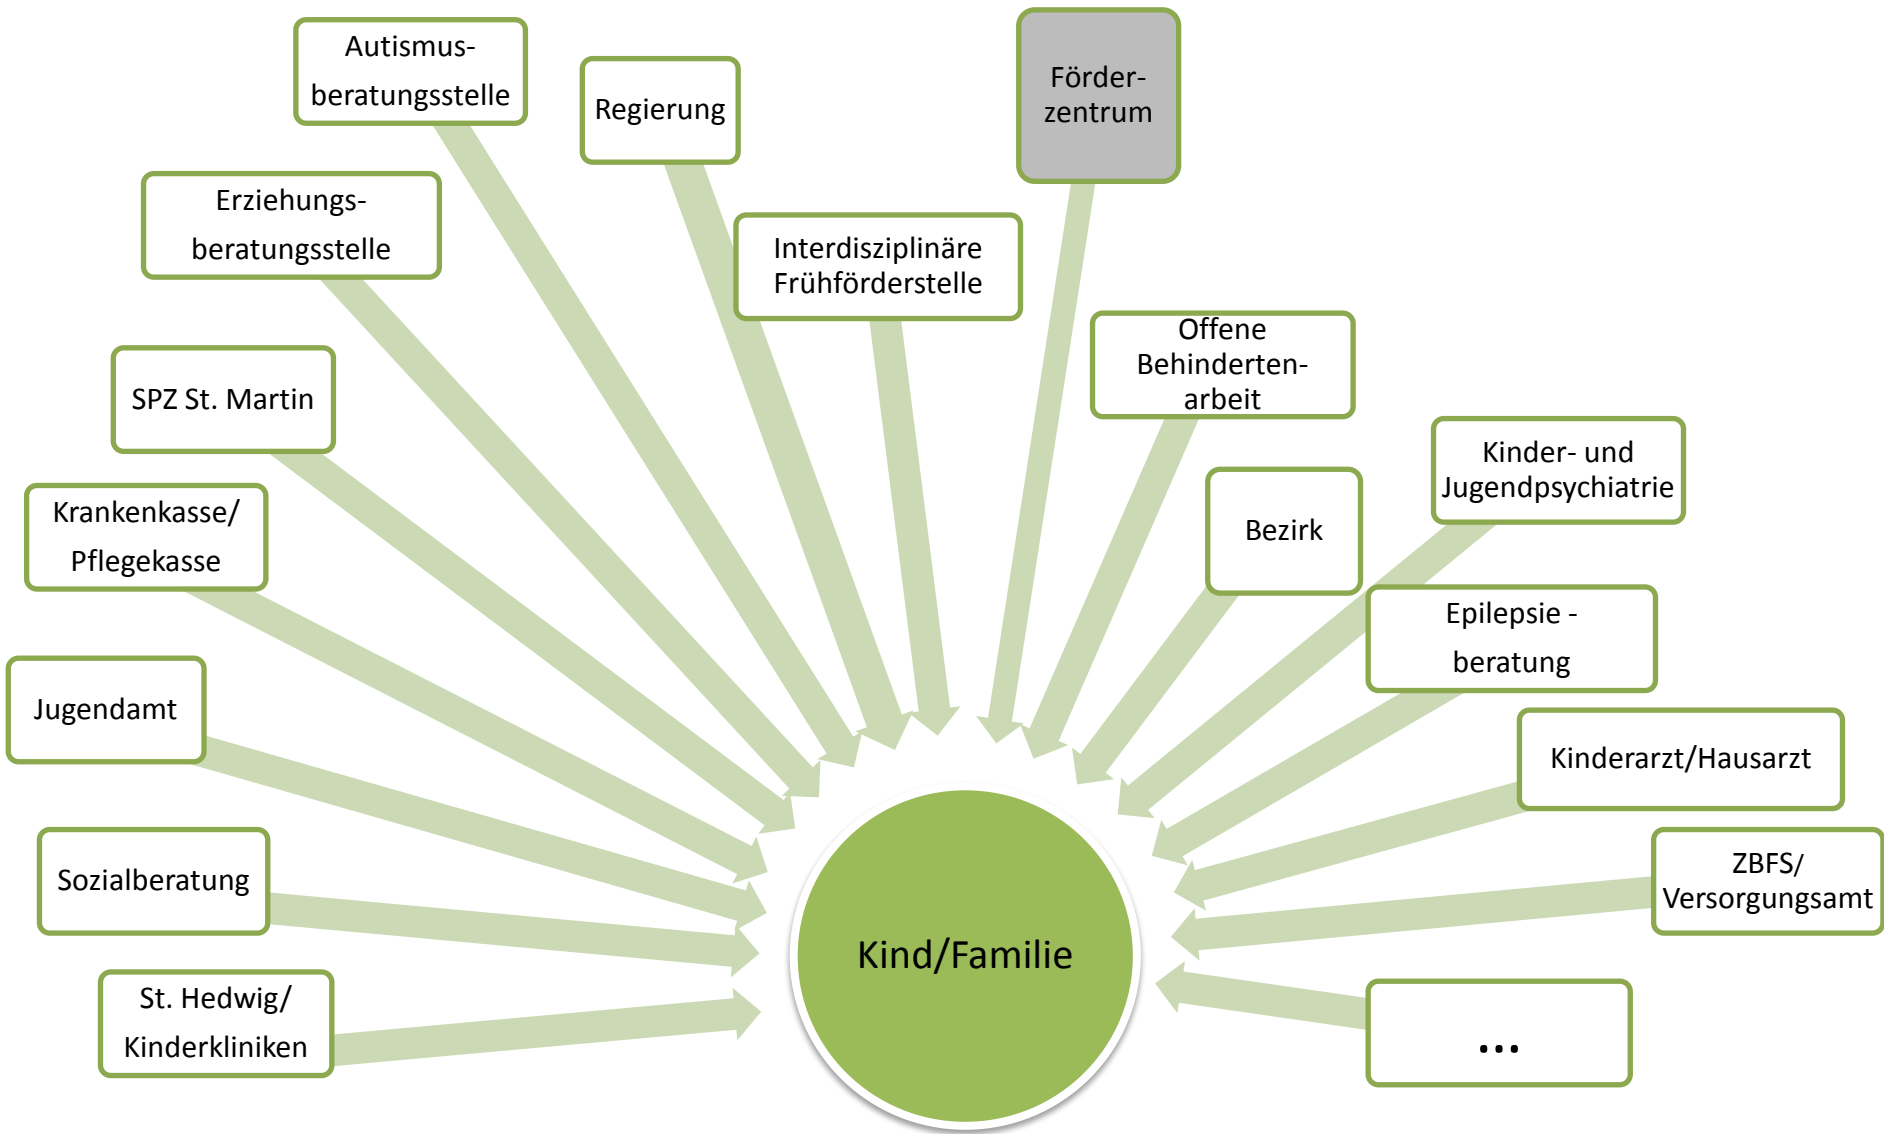 Autismus-
beratungsstelle
Regierung
Förder-
zentrum
Erziehungs-
beratungsstelle
Interdisziplinäre
Frühförderstelle
Offene
Behinderten-
arbeit
SPZ St. Martin
Kinder- und
Jugendpsychiatrie
Krankenkasse/
Pflegekasse
Bezirk
Epilepsie -
beratung
Jugendamt
Kinderarzt/Hausarzt
Sozialberatung
ZBFS/
Versorgungsamt
Kind/Familie
St. Hedwig/
Kinderkliniken
...